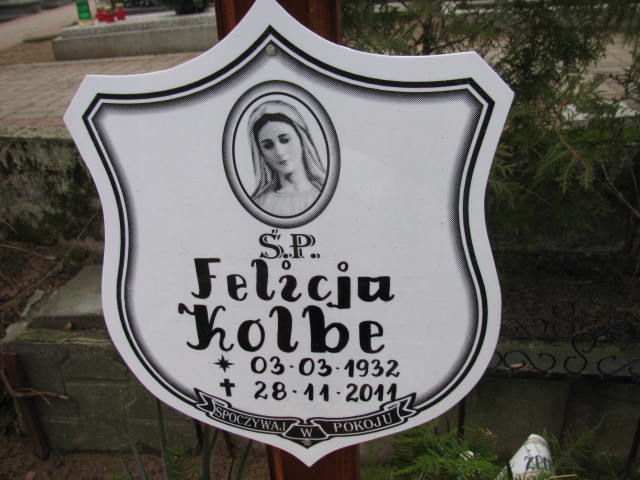 Ś.P.
Felicja
Kolbe
* 03·03·1932
✝ 28·11·2011
SPOCZYWAJ W POKOJU